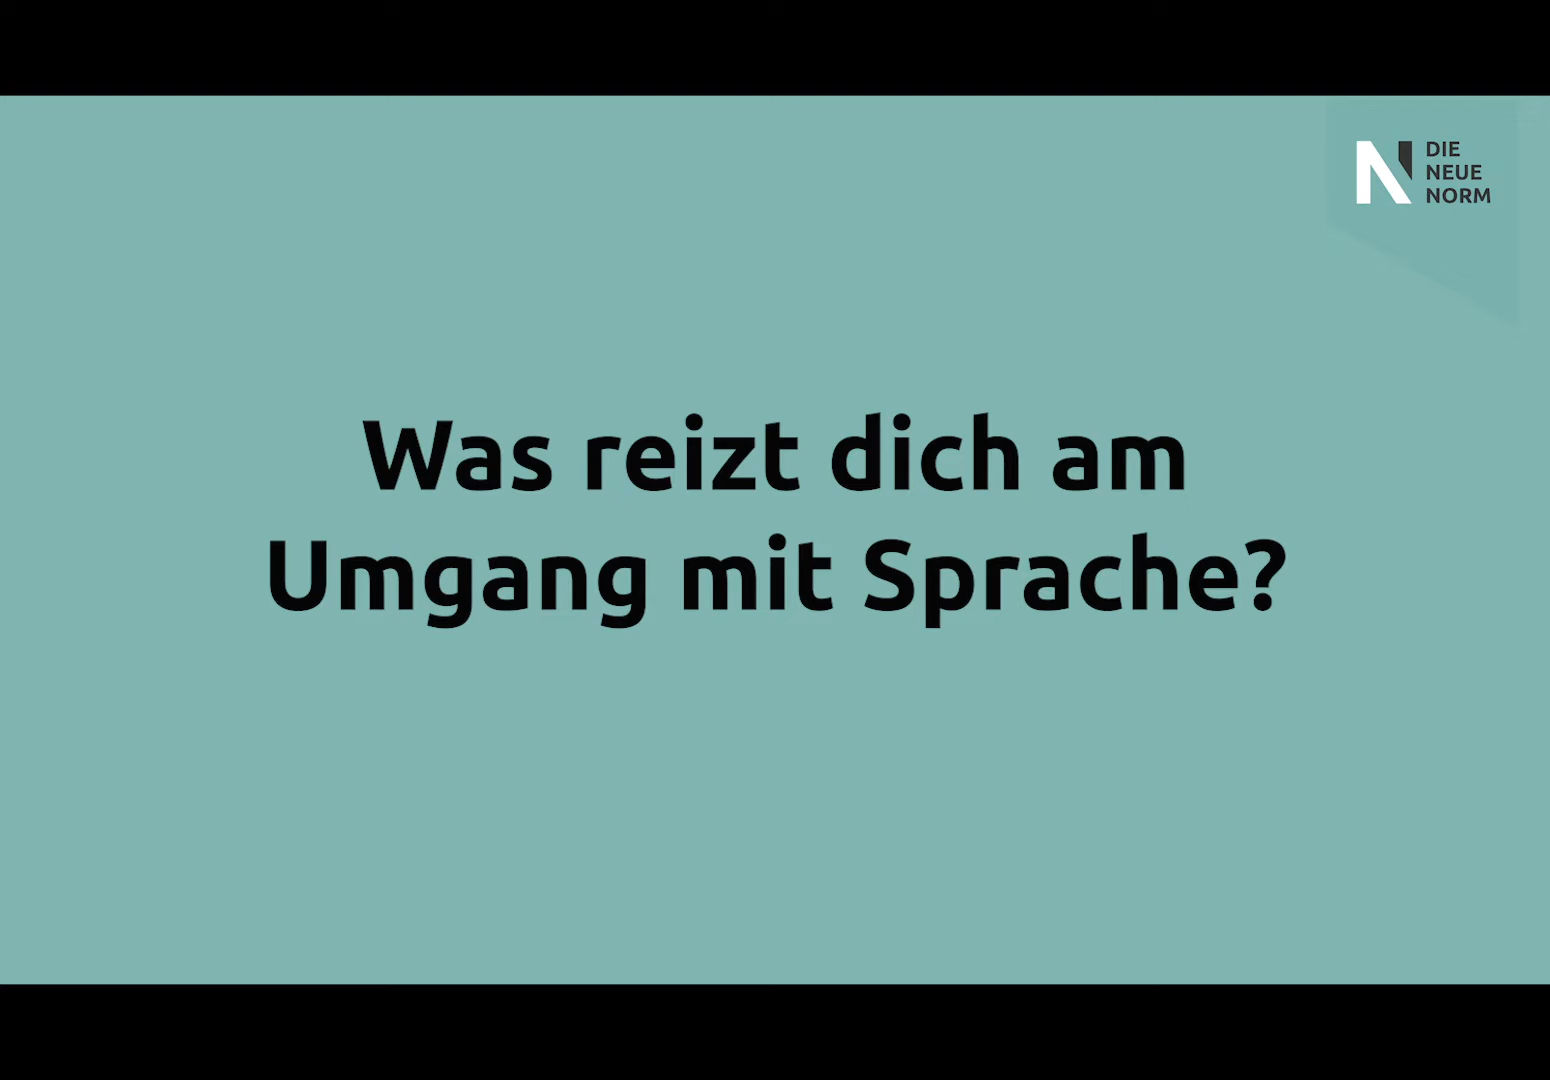 DIE
NEUE
NORM
Was reizt dich am
Umgang mit Sprache?